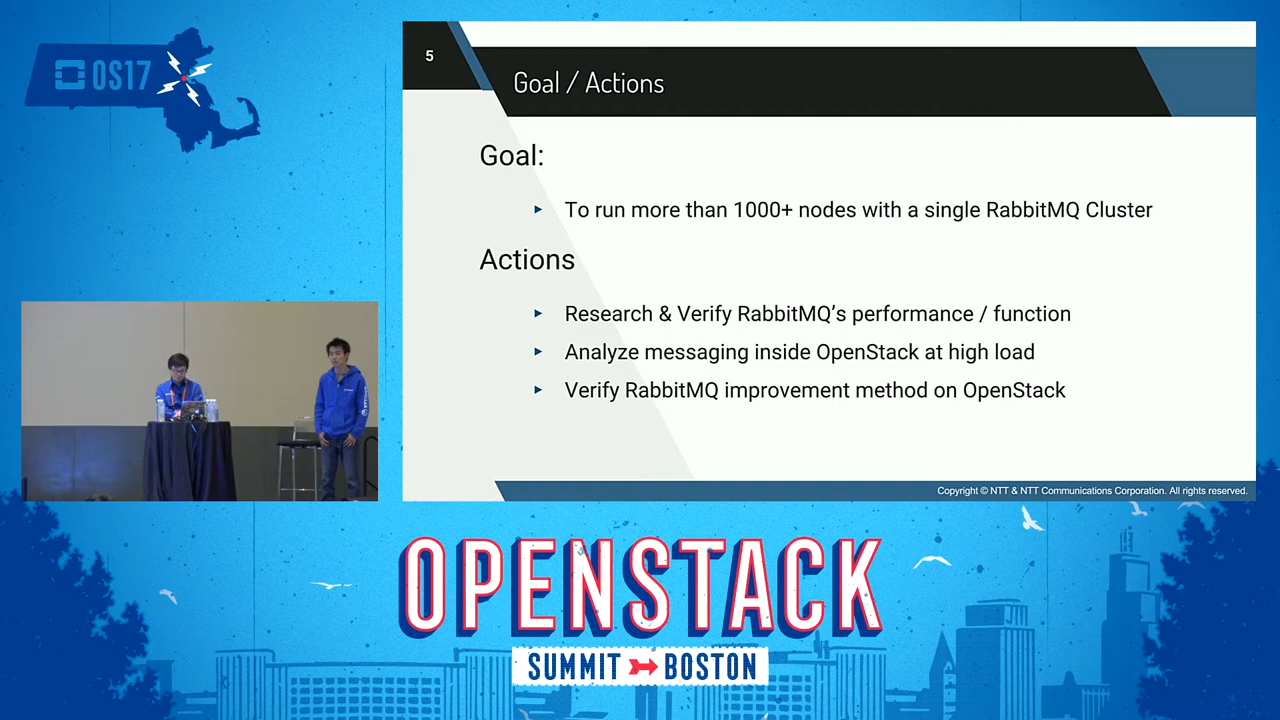 OS17
5
Goal / Actions
Goal:
To run more than 1000+ nodes with a single RabbitMQ Cluster
Actions
Research & Verify RabbitMQ's performance / function
Analyze messaging inside OpenStack at high load
Verify RabbitMQ improvement method on OpenStack
Copyright © NTT & NTT Communications Corporation. All rights reserved.
OPENSTACK
SUMMIT BOSTON